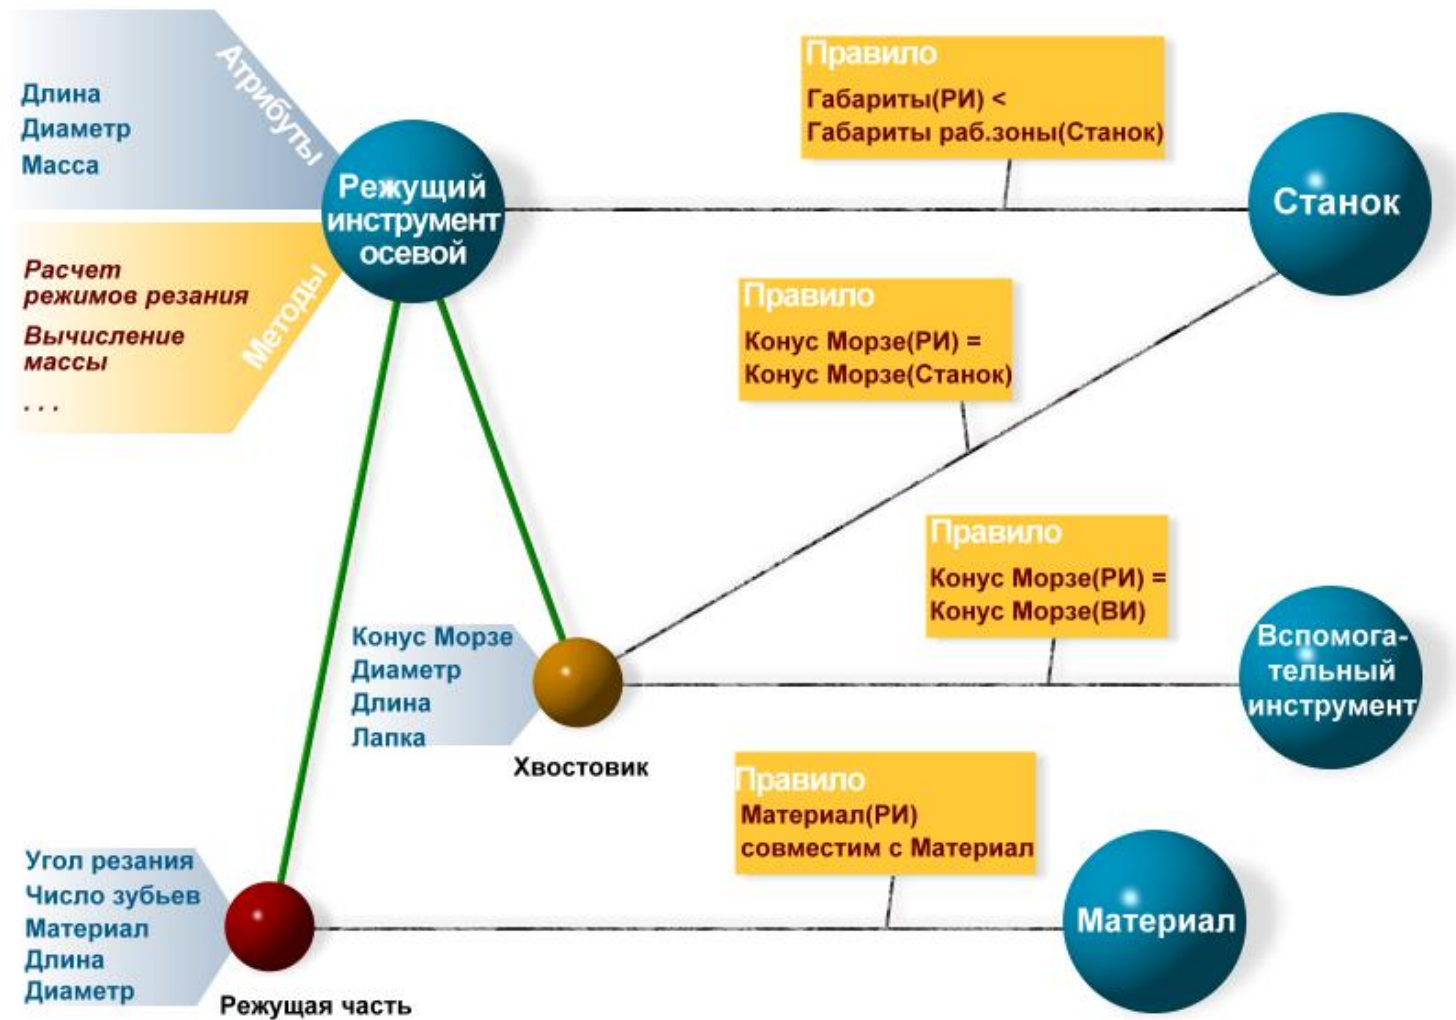 Атрибуты
Длина
Диаметр
Масса
Методы
Расчет
режимов резания
Вычисление
массы
. . .
Режущий
инструмент
осевой
Правило
Габариты(РИ) <
Габариты раб.зоны(Станок)
Станок
Правило
Конус Морзе(РИ) =
Конус Морзе(Станок)
Правило
Конус Морзе(РИ) =
Конус Морзе(ВИ)
Вспомога-
тельный
инструмент
Конус Морзе
Диаметр
Длина
Лапка
Хвостовик
Правило
Материал(РИ)
совместим с Материал
Материал
Угол резания
Число зубьев
Материал
Длина
Диаметр
Режущая часть